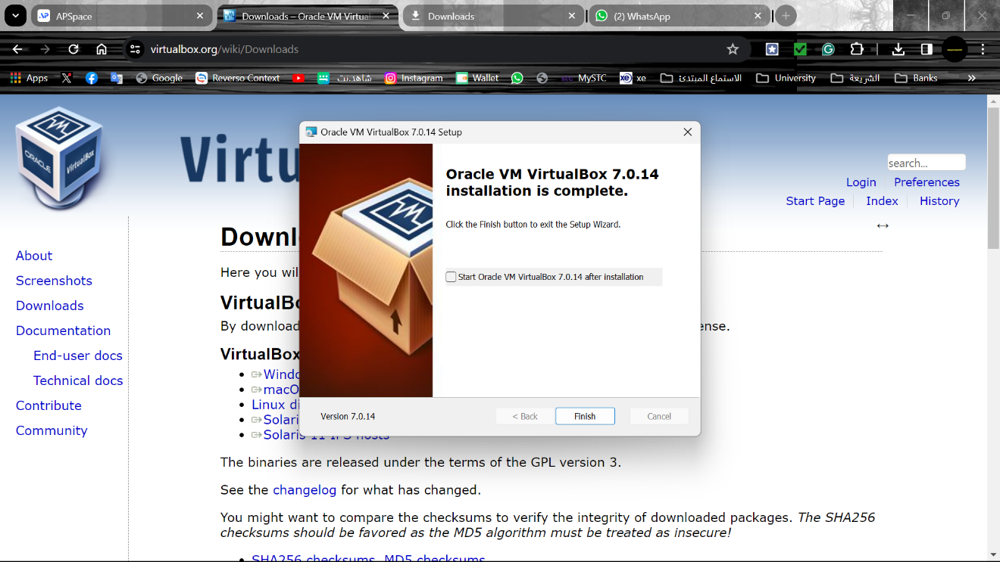 APSpace
Downloads – Oracle VM Virtual
Downloads
(2) WhatsApp
virtualbox.org/wiki/Downloads
Apps
Google
Reverso Context
شاهد.نت
Instagram
Wallet
MySTC
xe
الاستماع المبتدئ
University
الشريعة
Banks
ORACLE
VirtualBox
Virtu
search...
Login
Preferences
Start Page
Index
History
About
Screenshots
Downloads
Documentation
End-user docs
Technical docs
Contribute
Community
Downl
Here you wil
VirtualBo
By download
ense.
VirtualBox
Windo
macO
Linux di
Solari
Solaris 11 IPS hosts
The binaries are released under the terms of the GPL version 3.
See the changelog for what has changed.
You might want to compare the checksums to verify the integrity of downloaded packages. The SHA256
checksums should be favored as the MD5 algorithm must be treated as insecure!
SHA256 checksums, MD5 checksums
Oracle VM VirtualBox 7.0.14 Setup
Oracle VM VirtualBox 7.0.14
installation is complete.
Click the Finish button to exit the Setup Wizard.
Start Oracle VM VirtualBox 7.0.14 after installation
Version 7.0.14
< Back
Finish
Cancel